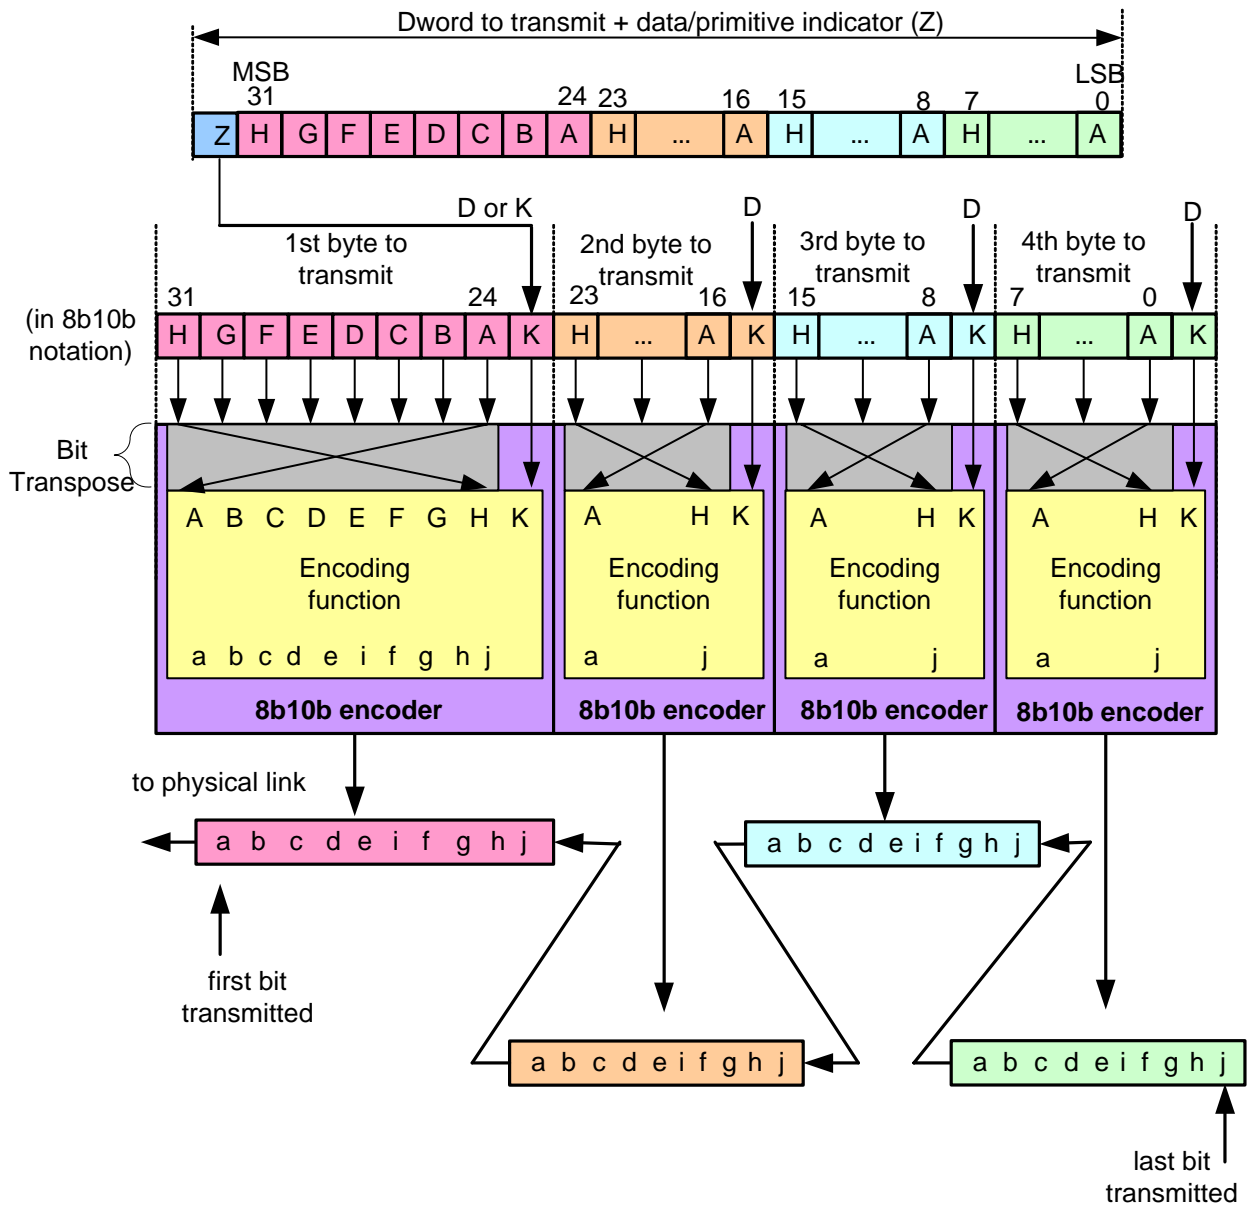 Dword to transmit + data/primitive indicator (Z)
MSB LSB
31 24 23 16 15 8 7 0
Z H G F E D C B A H ... A H ... A H ... A
D or K D D D
1st byte to transmit
2nd byte to transmit
3rd byte to transmit
4th byte to transmit
31 24 23 16 15 8 7 0
(in 8b10b notation)
H G F E D C B A K H ... A K H ... A K H ... A K
Bit
Transpose
A B C D E F G H K A H K A H K A H K
Encoding function
Encoding function
Encoding function
Encoding function
a b c d e i f g h j a j a j a j
8b10b encoder 8b10b encoder 8b10b encoder 8b10b encoder
to physical link
a b c d e i f g h j
a b c d e i f g h j
first bit
transmitted
a b c d e i f g h j
a b c d e i f g h j
last bit
transmitted